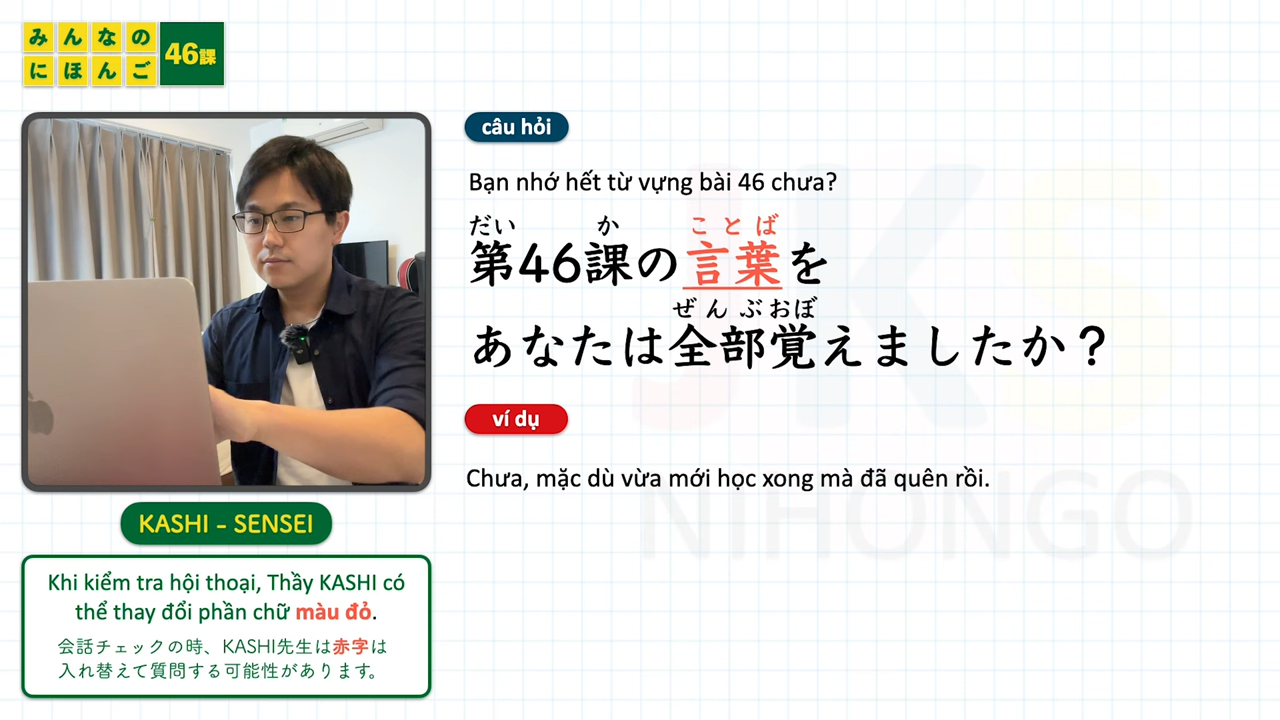 みんなの
にほんご
46課
câu hỏi
Bạn nhớ hết từ vựng bài 46 chưa?
だい か ことば
第46課の言葉を
ぜんぶおぼ
あなたは全部覚えましたか？
ví dụ
Chưa, mặc dù vừa mới học xong mà đã quên rồi.
JKS
NIHONGO
KASHI – SENSEI
Khi kiểm tra hội thoại, Thầy KASHI có
thể thay đổi phần chữ màu đỏ.
会話チェックの時、KASHI先生は赤字は
入れ替えて質問する可能性があります。